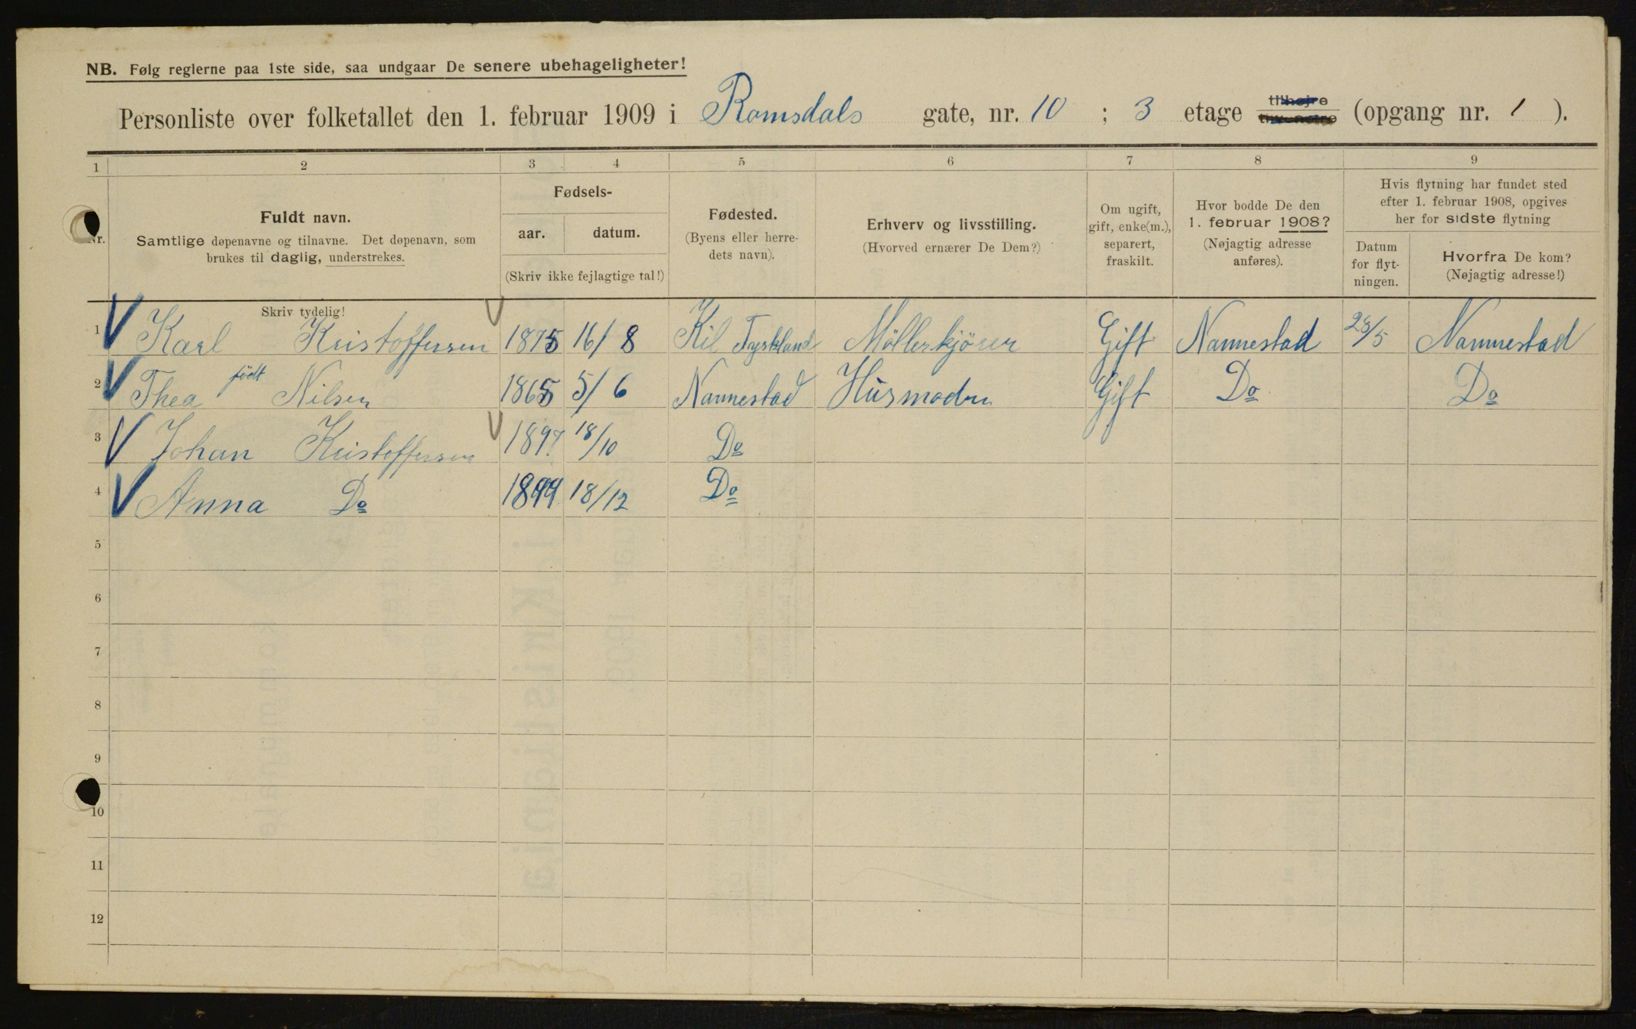 NB. Følg reglerne paa 1ste side, saa undgaar De senere ubehageligheter!
Personliste over folketallet den 1. februar 1909 i Romsdals gate, nr. 10 ; 3 etage tilhøjre tilvenstre (opgang nr. 1 ).
1 2 3 4 5 6 7 8 9
Nr.
Fuldt navn.
Samtlige døpenavne og tilnavne. Det døpenavn, som
brukes til daglig, understrekes.
Fødsels-
aar. datum.
(Skriv ikke fejlagtige tal!)
Fødested.
(Byens eller herre-
dets navn).
Erhverv og livsstilling.
(Hvorved ernærer De Dem?)
Om ugift,
gift, enke(m.),
separert,
fraskilt.
Hvor bodde De den
1. februar 1908?
(Nøjagtig adresse
anføres).
Hvis flytning har fundet sted
efter 1. februar 1908, opgives
her for sidste flytning
Datum
for flyt-
ningen.
Hvorfra De kom?
(Nøjagtig adresse!)
Skriv tydelig!
1 Karl Kristoffersen 1875 16/8 Kil Tyskland Møllerkjører Gift Nannestad 28/5 Nannestad
2 Thea født Nilsen 1865 5/6 Nannestad Husmoder Gift Do Do
3 Johan Kristoffersen 1897 18/10 Do
4 Anna Do 1899 18/12 Do
5
6
7
8
9
10
11
12